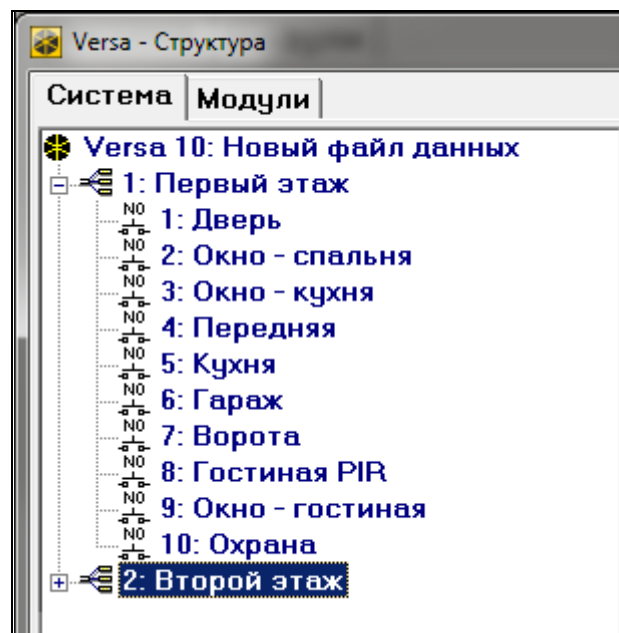 Versa - Структура
Система Модули
Versa 10: Новый файл данных
1: Первый этаж
NO 1: Дверь
NO 2: Окно - спальня
NO 3: Окно - кухня
NO 4: Передняя
NO 5: Кухня
NO 6: Гараж
NO 7: Ворота
NO 8: Гостиная PIR
NO 9: Окно - гостиная
NO 10: Охрана
2: Второй этаж